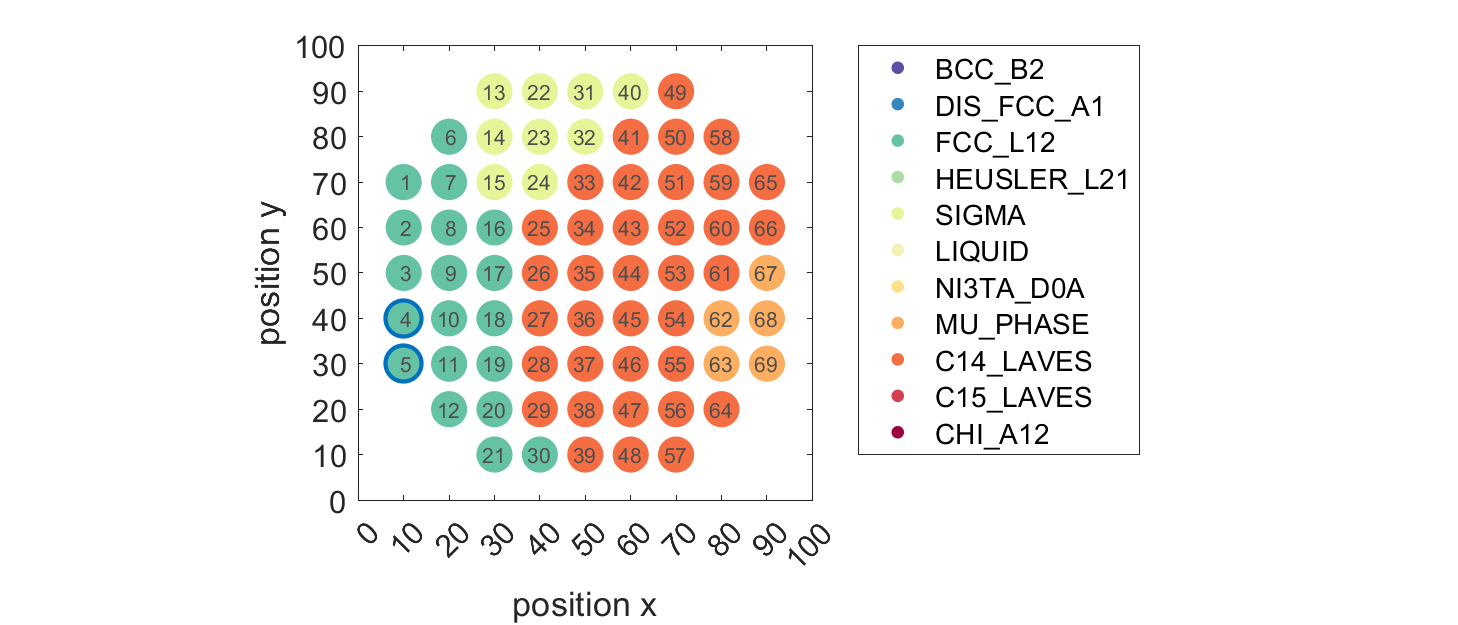 100
90 13 22 31 40 49
80 6 14 23 32 41 50 58
70 1 7 15 24 33 42 51 59 65
60 2 8 16 25 34 43 52 60 66
50 3 9 17 26 35 44 53 61 67
40 4 10 18 27 36 45 54 62 68
30 5 11 19 28 37 46 55 63 69
20 12 20 29 38 47 56 64
10 21 30 39 48 57
0
0 10 20 30 40 50 60 70 80 90 100
position x
position y
BCC_B2
DIS_FCC_A1
FCC_L12
HEUSLER_L21
SIGMA
LIQUID
NI3TA_D0A
MU_PHASE
C14_LAVES
C15_LAVES
CHI_A12